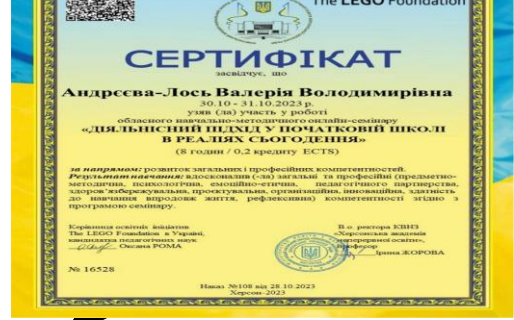 The LEGO Foundation
СЕРТИФІКАТ
засвідчує, що
Андрєєва-Лось Валерія Володимирівна
30.10 - 31.10.2023 р.
узяв (ла) участь у роботі
обласного навчально-методичного онлайн-семінару
«ДІЯЛЬНІСНИЙ ПІДХІД У ПОЧАТКОВІЙ ШКОЛІ
В РЕАЛІЯХ СЬОГОДЕННЯ»
(8 годин / 0,2 кредиту ECTS)
за напрямом: розвиток загальних і професійних компетентностей.
Результат навчання: вдосконалив (-ла) загальні та професійні (предметно-
методична, психологічна, емоційно-етична, педагогічного партнерства,
здоров'язбережувальна, проєктувальна, організаційна, інноваційна, здатність
до навчання впродовж життя, рефлексивна) компетентності згідно з
програмою семінару.
Керівниця освітніх ініціатив
The LEGO Foundation в Україні,
кандидатка педагогічних наук
Оксана РОМА
В.о. ректора КВНЗ
«Херсонська академія
неперервної освіти»,
професор
Ірина ЖОРОВА
№ 16528
Наказ №108 від 28.10.2023
Херсон-2023